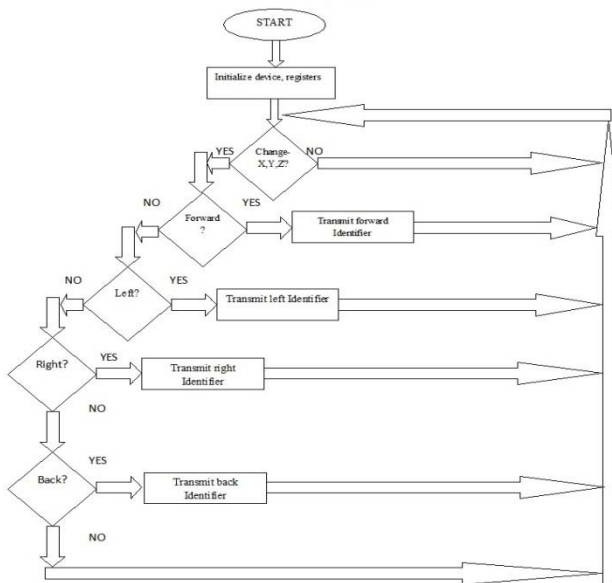 START
Initialize device, registers
YES
Change-
X,Y,Z?
NO
NO
Forward
?
YES
Transmit forward
Identifier
NO
Left?
YES
Transmit left Identifier
Right?
YES
Transmit right
Identifier
NO
Back?
YES
Transmit back
Identifier
NO